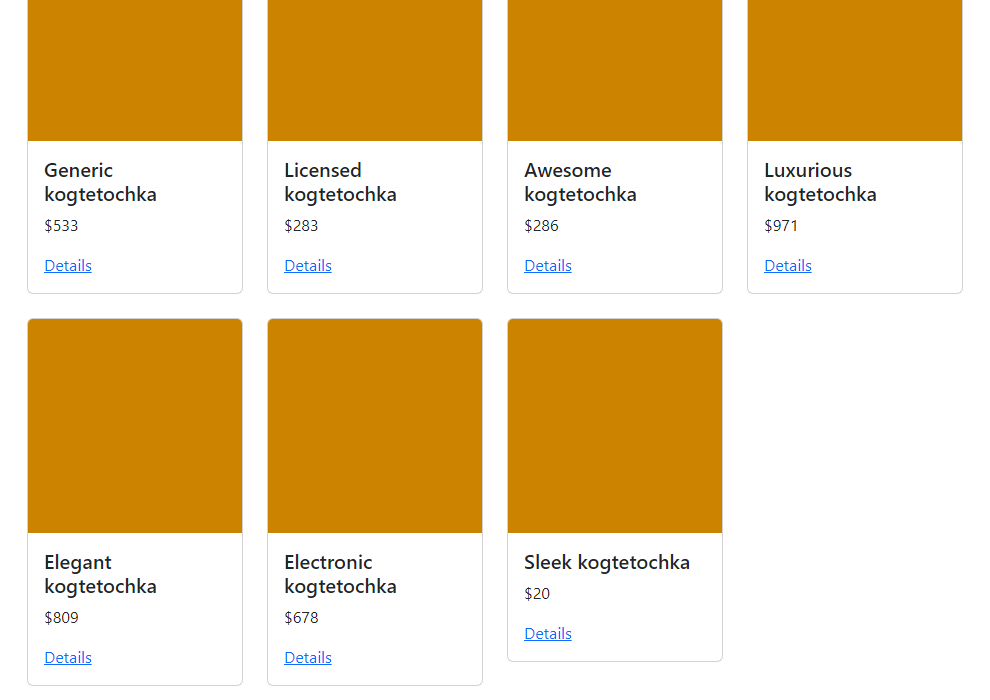 Generic
kogtetochka
$533
Details
Licensed
kogtetochka
$283
Details
Awesome
kogtetochka
$286
Details
Luxurious
kogtetochka
$971
Details
Elegant
kogtetochka
$809
Details
Electronic
kogtetochka
$678
Details
Sleek kogtetochka
$20
Details